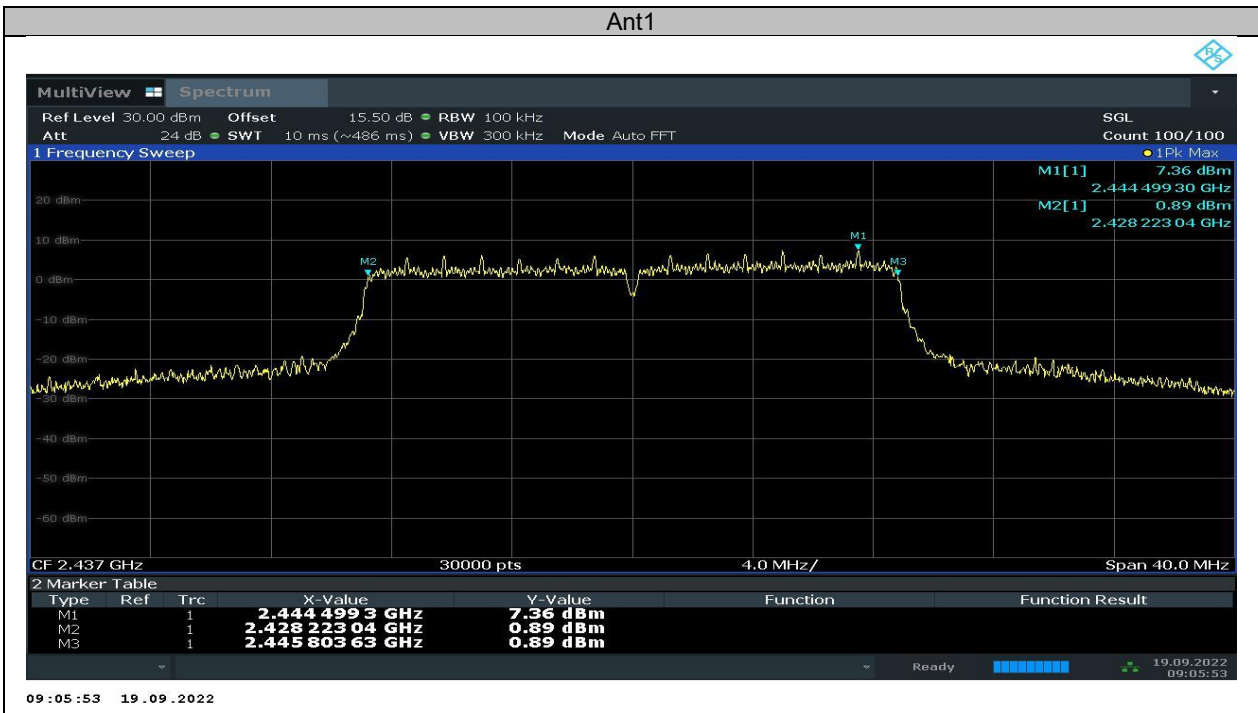 Ant1
R/S
MultiView Spectrum
Ref Level 30.00 dBm Offset 15.50 dB RBW 100 kHz SGL
Att 24 dB SWT 10 ms (~486 ms) VBW 300 kHz Mode Auto FFT Count 100/100
1 Frequency Sweep 1Pk Max
M1[1] 7.36 dBm
2.444 499 30 GHz
20 dBm
M2[1] 0.89 dBm
2.428 223 04 GHz
10 dBm
M1
M2
M3
0 dBm
-10 dBm
-20 dBm
-30 dBm
-40 dBm
-50 dBm
-60 dBm
CF 2.437 GHz 30000 pts 4.0 MHz/ Span 40.0 MHz
2 Marker Table
Type Ref Trc X-Value Y-Value Function Function Result
M1 1 2.444 499 3 GHz 7.36 dBm
M2 1 2.428 223 04 GHz 0.89 dBm
M3 1 2.445 803 63 GHz 0.89 dBm
Ready 19.09.2022
09:05:53
09:05:53 19.09.2022